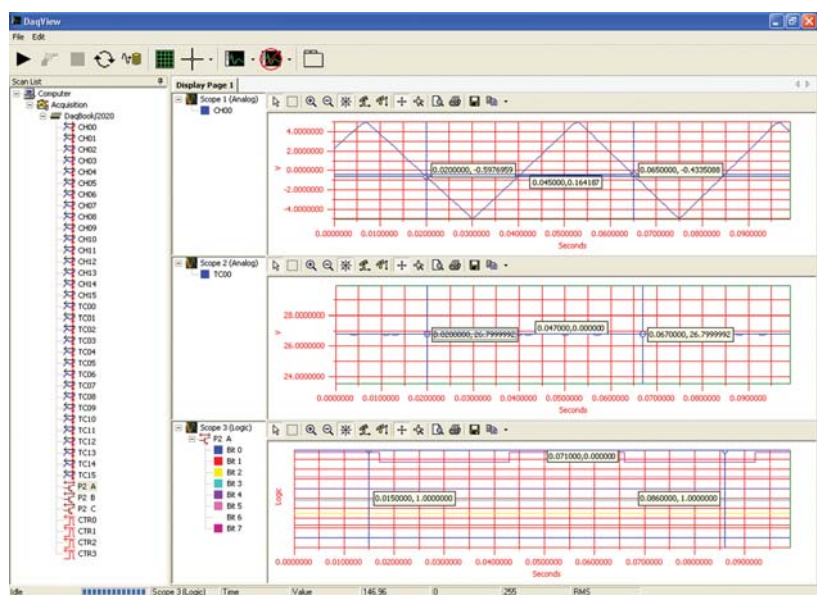 DaqView
File Edit
Scan List
Computer
Acquisition
DaqBook/2020
CH00
CH01
CH02
CH03
CH04
CH05
CH06
CH07
CH08
CH09
CH10
CH11
CH12
CH13
CH14
CH15
TC00
TC01
TC02
TC03
TC04
TC05
TC06
TC07
TC08
TC09
TC10
TC11
TC12
TC13
TC14
TC15
P2 A
P2 B
P2 C
CTR0
CTR1
CTR2
CTR3
Display Page 1
Scope 1 (Analog)
CH00
4.0000000
2.0000000
V 0.0000000
-2.0000000
-4.0000000
0.0200000, -0.5976959
0.045000,0.164187
0.0650000, -0.4335088
0.0000000 0.0100000 0.0200000 0.0300000 0.0400000 0.0500000 0.0600000 0.0700000 0.0800000 0.0900000
Seconds
Scope 2 (Analog)
TC00
28.0000000
V
26.0000000
24.0000000
0.0200000, 26.7999992
0.047000,0.000000
0.0670000, 26.7999992
0.0000000 0.0100000 0.0200000 0.0300000 0.0400000 0.0500000 0.0600000 0.0700000 0.0800000 0.0900000
Seconds
Scope 3 (Logic)
P2 A
Bit 0
Bit 1
Bit 2
Bit 3
Bit 4
Bit 5
Bit 6
Bit 7
Logic
0.071000,0.000000
0.0150000, 1.0000000
0.0860000, 1.0000000
0.0000000 0.0100000 0.0200000 0.0300000 0.0400000 0.0500000 0.0600000 0.0700000 0.0800000 0.0900000
Seconds
Idle Scope 3 (Logic) Time Value 146.96 0 255 RMS